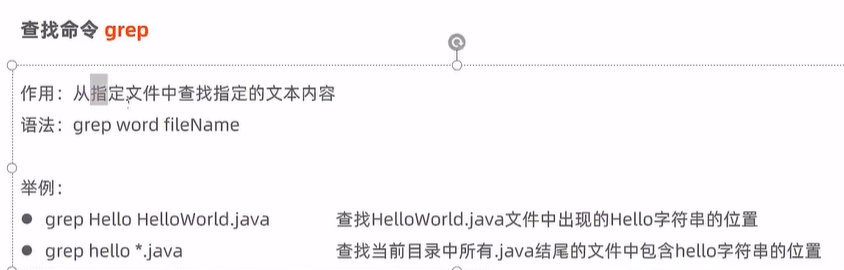 查找命令 grep
作用：从指定文件中查找指定的文本内容
语法：grep word fileName
举例：
● grep Hello HelloWorld.java 查找HelloWorld.java文件中出现的Hello字符串的位置
● grep hello *.java 查找当前目录中所有.java结尾的文件中包含hello字符串的位置